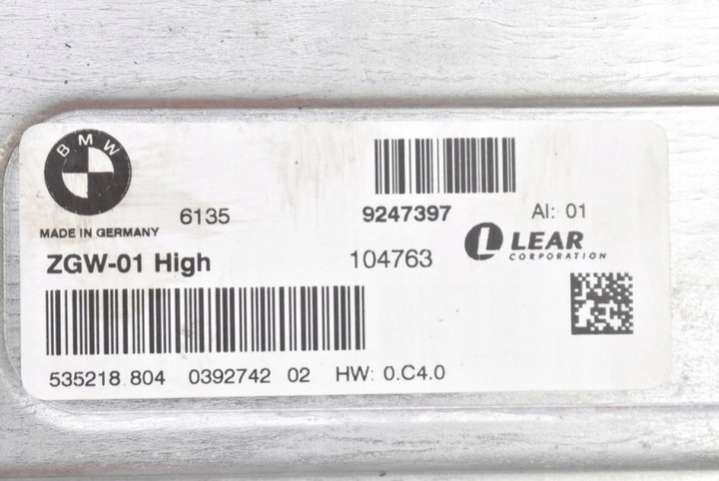 BMW
6135 9247397 AI: 01
MADE IN GERMANY
LEAR
CORPORATION
ZGW-01 High 104763
535218 804 0392742 02 HW: 0.C4.0